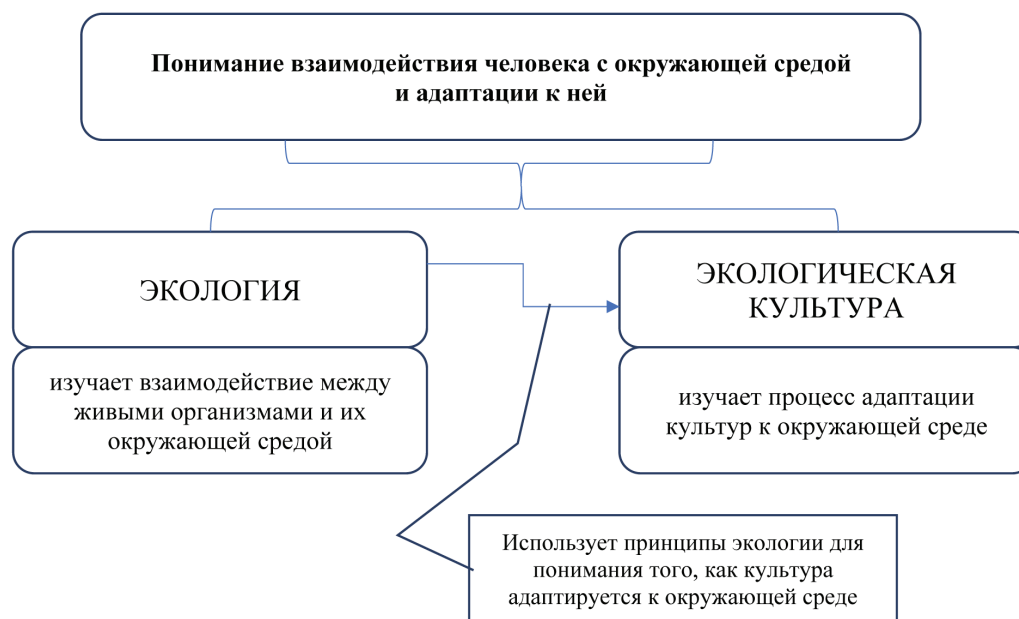 Понимание взаимодействия человека с окружающей средой
и адаптации к ней
ЭКОЛОГИЯ
изучает взаимодействие между
живыми организмами и их
окружающей средой
ЭКОЛОГИЧЕСКАЯ
КУЛЬТУРА
изучает процесс адаптации
культур к окружающей среде
Использует принципы экологии для
понимания того, как культура
адаптируется к окружающей среде